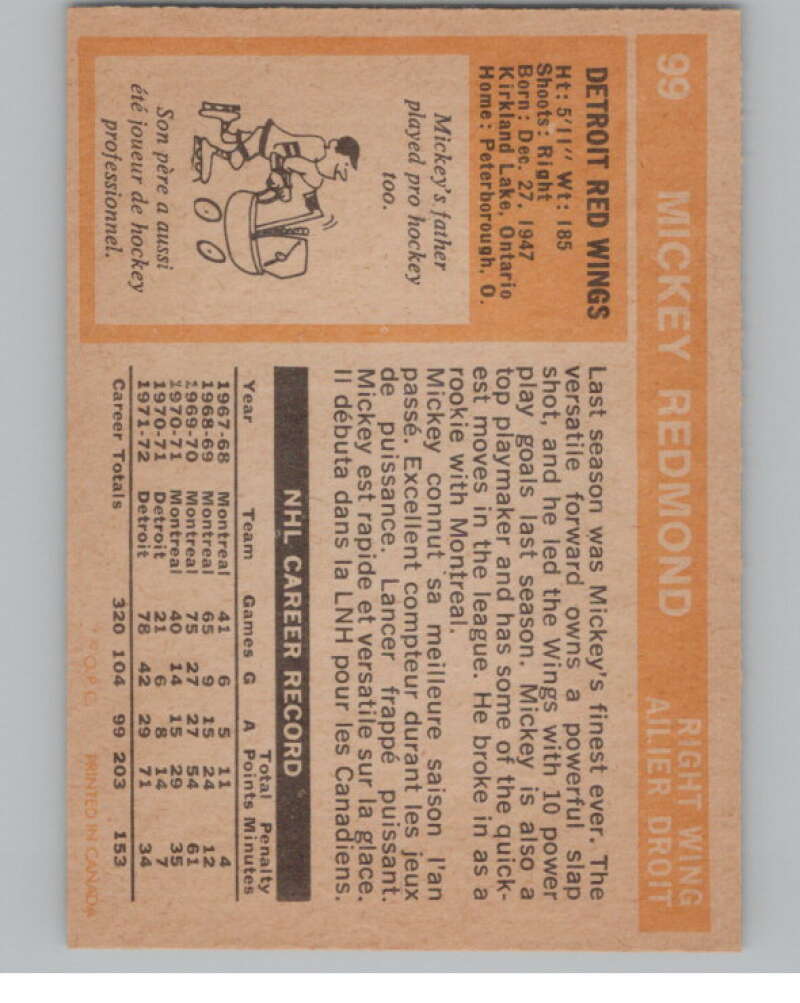 99 MICKEY REDMOND RIGHT WING
AILIER DROIT
DETROIT RED WINGS
Ht: 5'11" Wt: 185
Shoots: Right
Born: Dec. 27, 1947
Kirkland Lake, Ontario
Home: Peterborough, O.
Mickey's father
played pro hockey
too.
Son père a aussi
été joueur de hockey
professionnel.
Last season was Mickey's finest ever. The
versatile forward owns a powerful slap
shot, and he led the Wings with 10 power
play goals last season. Mickey is also a
top playmaker and has some of the quick-
est moves in the league. He broke in as a
rookie with Montreal.
Mickey connut sa meilleure saison l'an
passé. Excellent compteur durant les jeux
de puissance. Lancer frappé puissant.
Mickey est rapide et versatile sur la glace.
Il débuta dans la LNH pour les Canadiens.
NHL CAREER RECORD
Year Team Games G A Total Points Penalty Minutes
1967-68 Montreal 41 6 5 11 4
1968-69 Montreal 65 9 15 24 12
1969-70 Montreal 75 27 27 54 61
1970-71 Montreal 40 14 15 29 35
1970-71 Detroit 21 6 8 14 7
1971-72 Detroit 78 42 29 71 34
Career Totals 320 104 99 203 153
© O.P.C. PRINTED IN CANADA